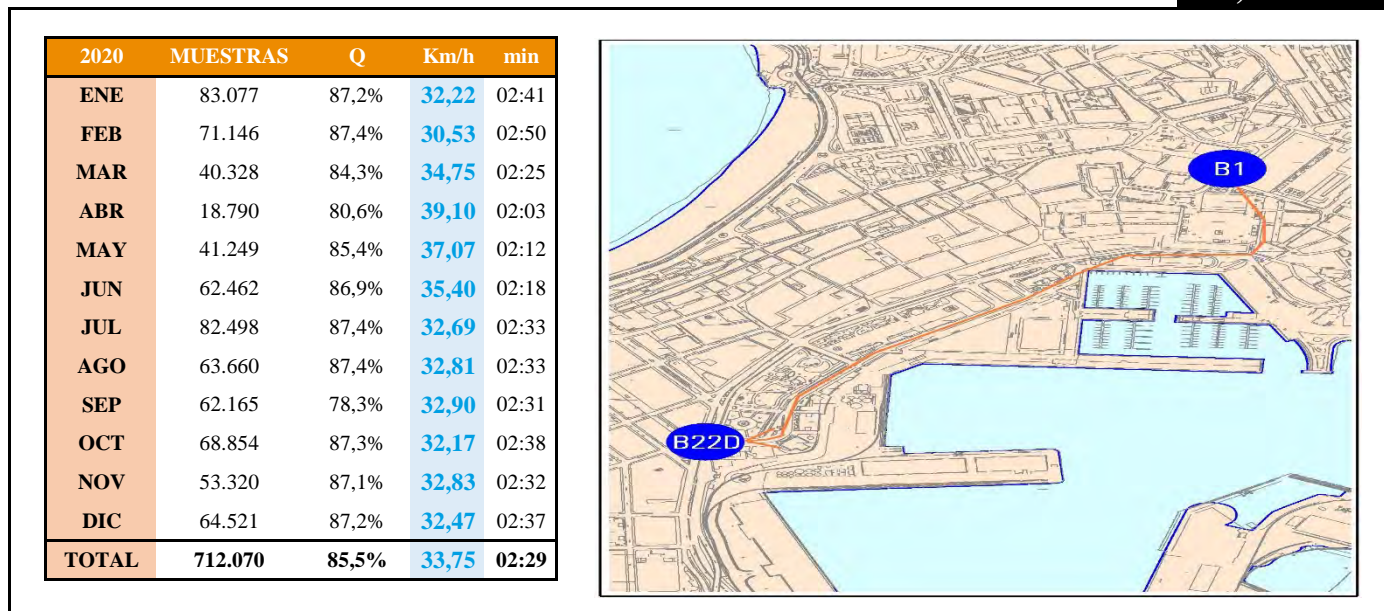 2020 MUESTRAS Q Km/h min
ENE 83.077 87,2% 32,22 02:41
FEB 71.146 87,4% 30,53 02:50
MAR 40.328 84,3% 34,75 02:25
ABR 18.790 80,6% 39,10 02:03
MAY 41.249 85,4% 37,07 02:12
JUN 62.462 86,9% 35,40 02:18
JUL 82.498 87,4% 32,69 02:33
AGO 63.660 87,4% 32,81 02:33
SEP 62.165 78,3% 32,90 02:31
OCT 68.854 87,3% 32,17 02:38
NOV 53.320 87,1% 32,83 02:32
DIC 64.521 87,2% 32,47 02:37
TOTAL 712.070 85,5% 33,75 02:29
B1
B22D